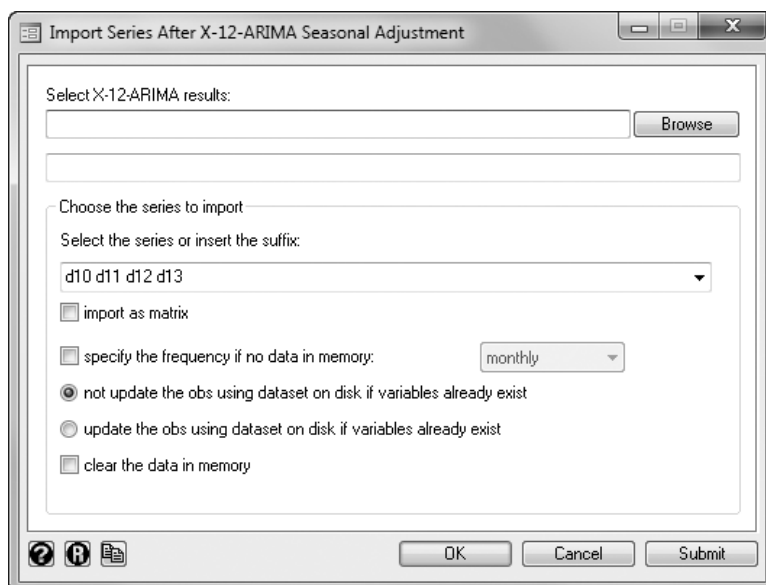 Import Series After X-12-ARIMA Seasonal Adjustment
Select X-12-ARIMA results:
Browse
Choose the series to import
Select the series or insert the suffix:
d10 d11 d12 d13
import as matrix
specify the frequency if no data in memory: monthly
not update the obs using dataset on disk if variables already exist
update the obs using dataset on disk if variables already exist
clear the data in memory
? R OK Cancel Submit